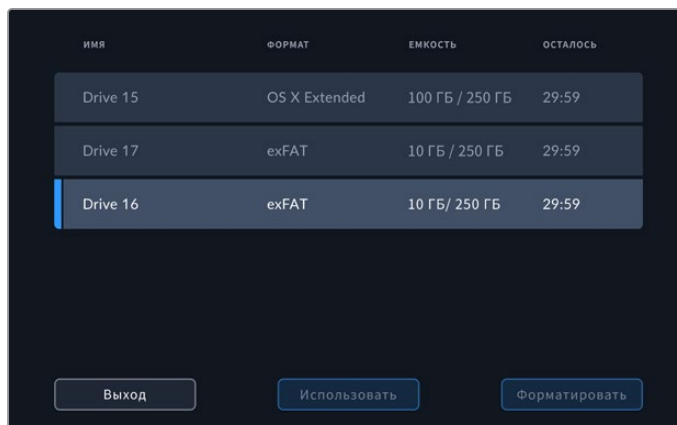 ИМЯ ФОРМАТ ЕМКОСТЬ ОСТАЛОСЬ
Drive 15 OS X Extended 100 ГБ / 250 ГБ 29:59
Drive 17 exFAT 10 ГБ / 250 ГБ 29:59
Drive 16 exFAT 10 ГБ/ 250 ГБ 29:59
Выход Использовать Форматировать